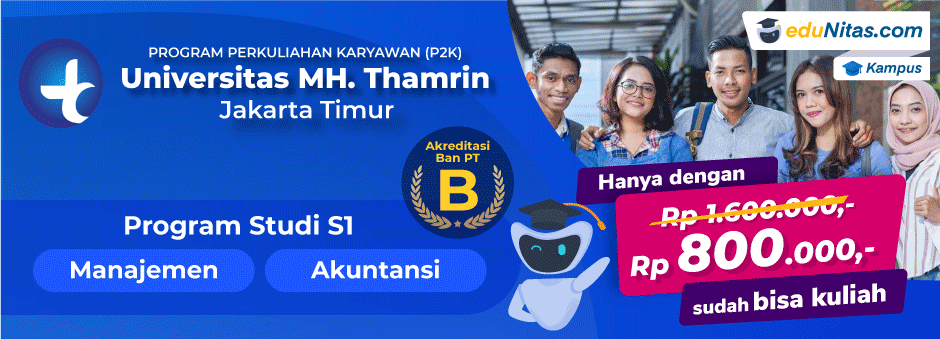 PROGRAM PERKULIAHAN KARYAWAN (P2K)
Universitas MH. Thamrin
Jakarta Timur
Akreditasi
Ban PT
B
Program Studi S1
Manajemen
Akuntansi
eduNitas.com
Kampus
Hanya dengan
Rp 1.600.000,-
Rp 800.000,-
sudah bisa kuliah